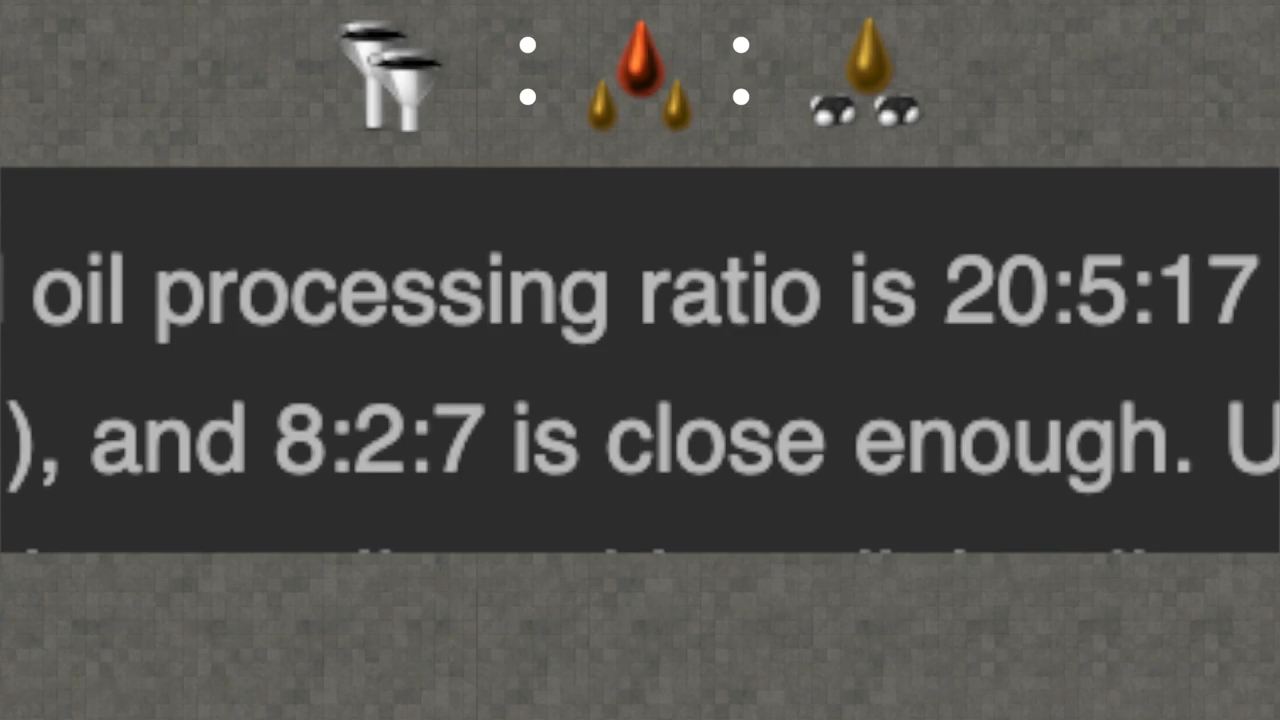 oil processing ratio is 20:5:17
), and 8:2:7 is close enough. U